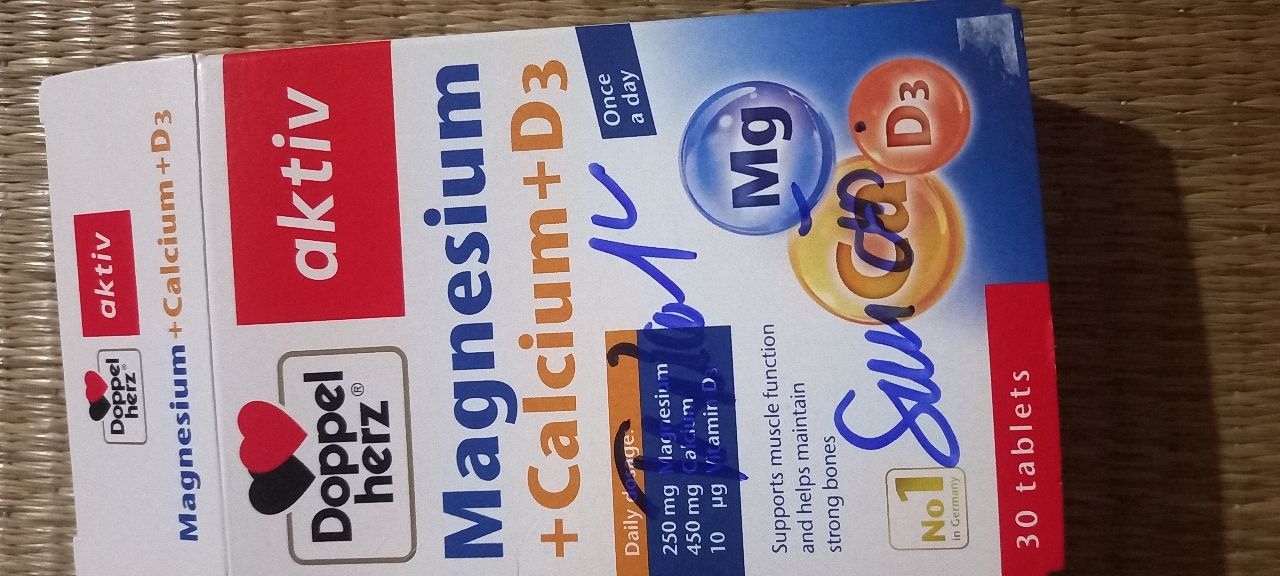 aktiv
Doppel
herz
Magnesium + Calcium + D3
aktiv
Doppel
herz®
Magnesium
+Calcium+D3
Once
a day
Daily dosage:
250 mg Magnesium
450 mg Calcium
10 µg Vitamin D3
Mg
Ca
D3
Supports muscle function
and helps maintain
strong bones
No1
in Germany
30 tablets